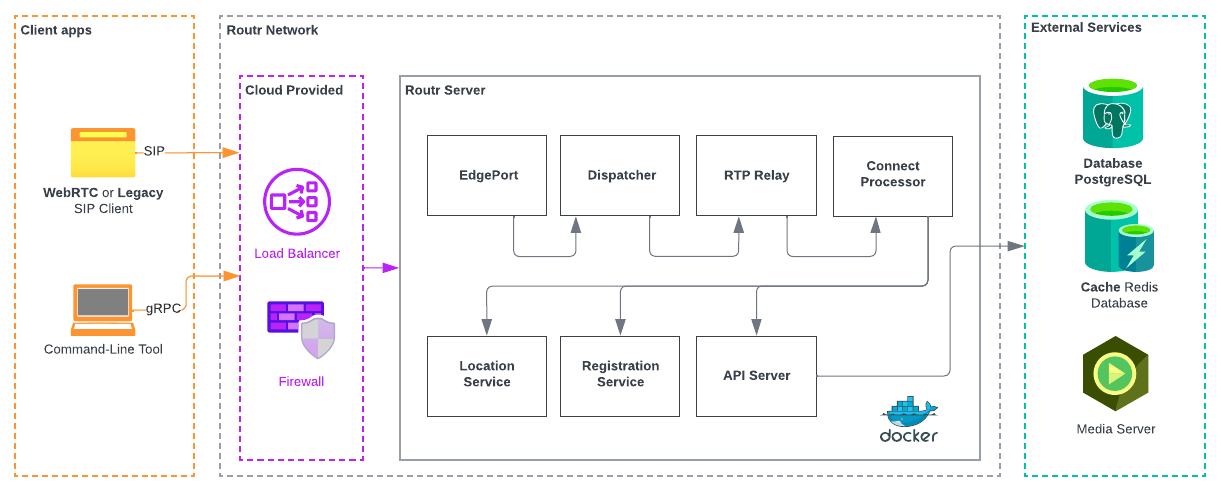 Client apps
SIP
WebRTC or Legacy
SIP Client
gRPC
Command-Line Tool
Routr Network
Cloud Provided
Load Balancer
Firewall
Routr Server
EdgePort
Dispatcher
RTP Relay
Connect
Processor
Location
Service
Registration
Service
API Server
docker
External Services
Database
PostgreSQL
Cache Redis
Database
Media Server